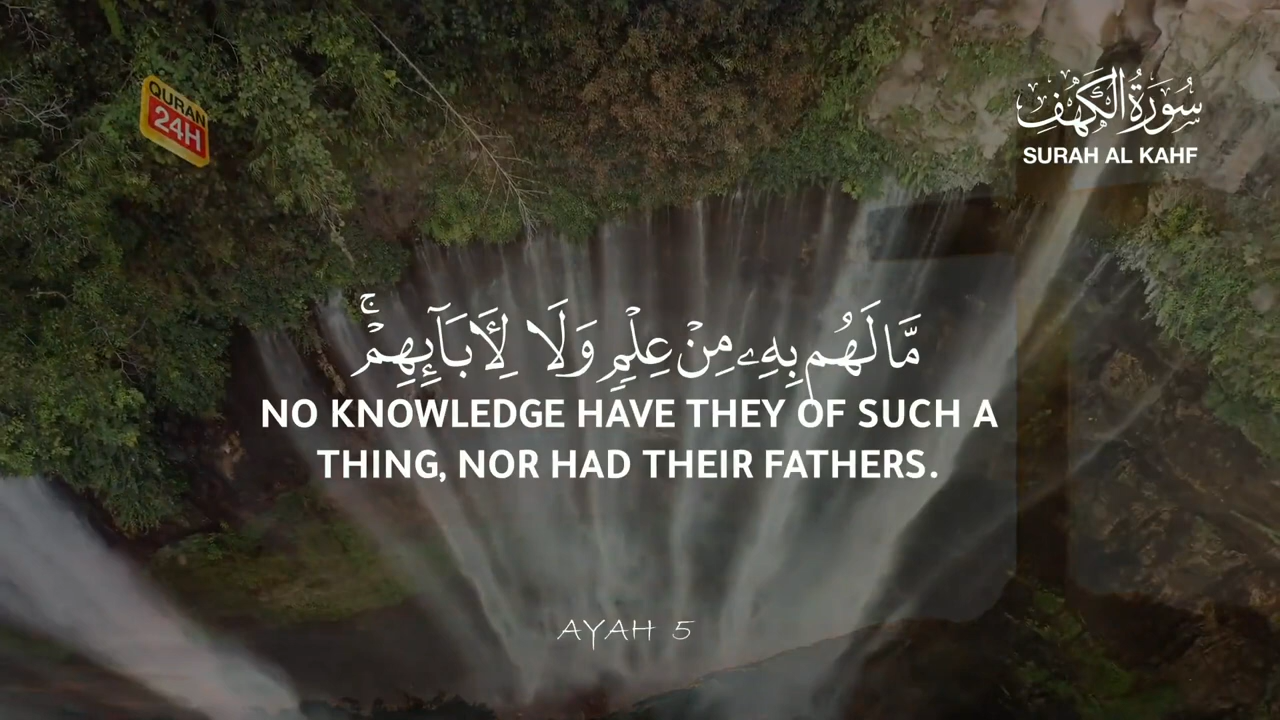 QURAN
24H
سُورَةُ الْكَهْفِ
SURAH AL KAHF
مَّا لَهُم بِهِۦ مِنْ عِلْمٍ وَلَا لِـَٔابَآئِهِمْ ۚ
NO KNOWLEDGE HAVE THEY OF SUCH A
THING, NOR HAD THEIR FATHERS.
AYAH 5